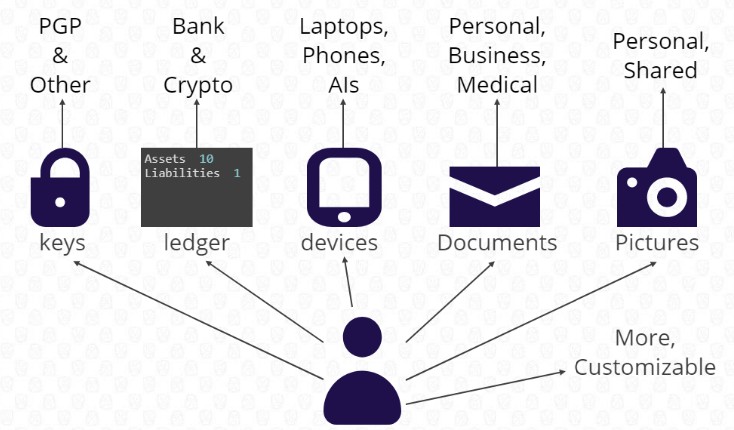 PGP
&
Other
Bank
&
Crypto
Laptops,
Phones,
AIs
Personal,
Business,
Medical
Personal,
Shared
Assets 10
Liabilities 1
keys
ledger
devices
Documents
Pictures
More,
Customizable